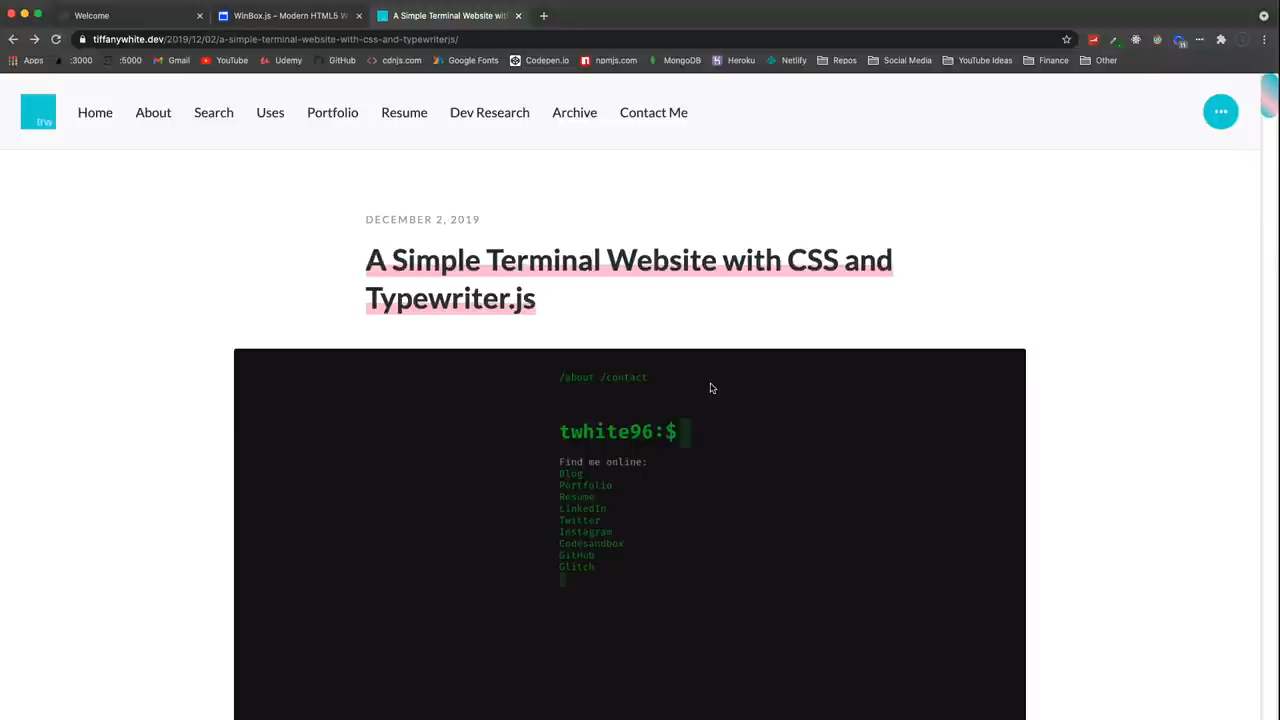 Welcome
WinBox.js – Modern HTML5 W
A Simple Terminal Website with
tiffanywhite.dev/2019/12/02/a-simple-terminal-website-with-css-and-typewriterjs/
Apps :3000 :5000 Gmail YouTube Udemy GitHub cdnjs.com Google Fonts Codepen.io npmjs.com MongoDB Heroku Netlify Repos Social Media YouTube Ideas Finance Other
trw
Home About Search Uses Portfolio Resume Dev Research Archive Contact Me
DECEMBER 2, 2019
A Simple Terminal Website with CSS and
Typewriter.js
/about /contact
twhite96:$
Find me online:
Blog
Portfolio
Resume
LinkedIn
Twitter
Instagram
Codesandbox
GitHub
Glitch